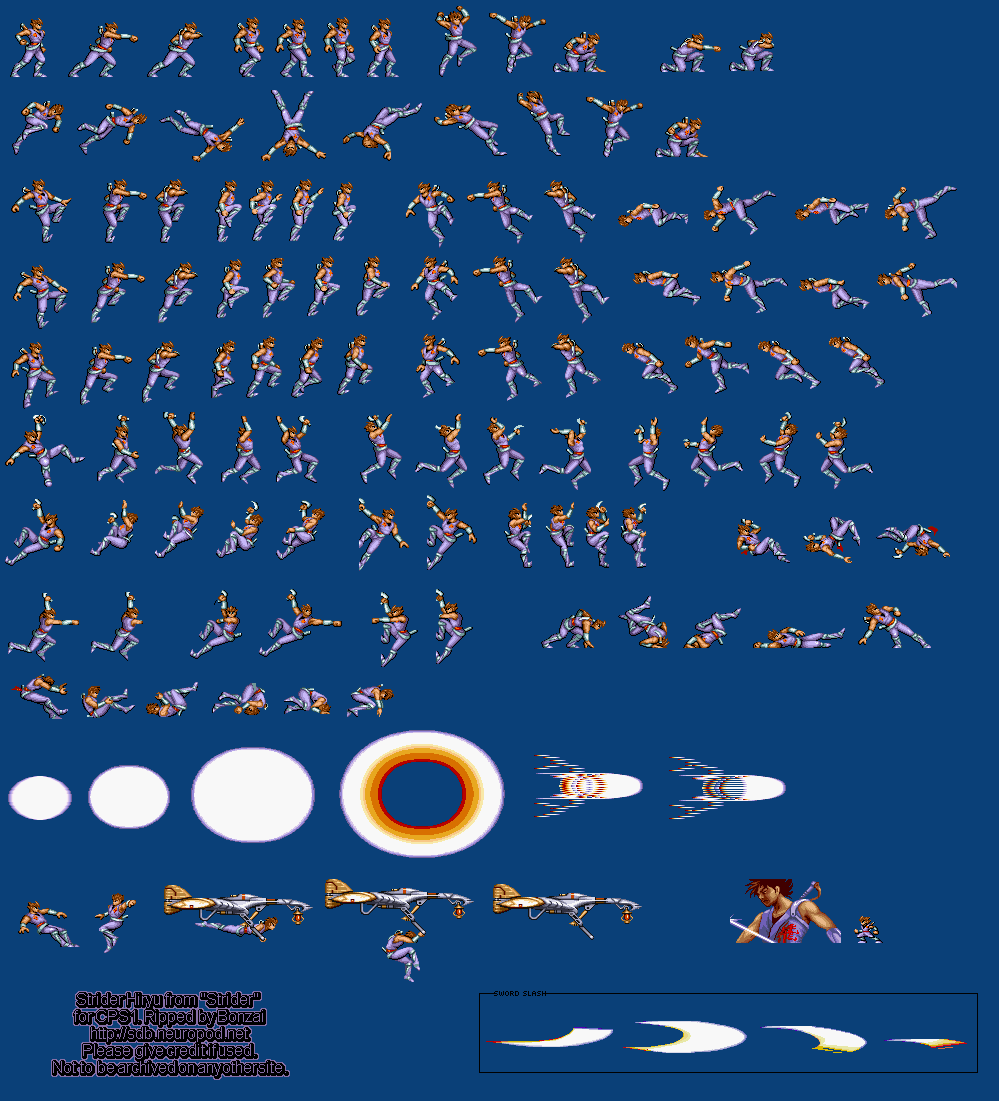 Strider Hiryu from "Strider"
for CPS 1, Ripped by Bonzai
http://sdb.neuropod.net
Please give credit if used.
Not to be archived on any other site.
SWORD SLASH